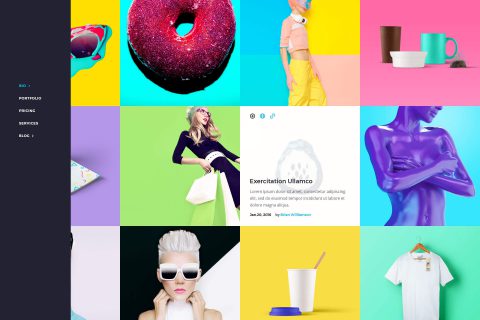 BIO
PORTFOLIO
PRICING
SERVICES
BLOG
Exercitation Ullamco
Lorem ipsum dolor sit amet, consectetur adipiscing
elit, sed do eiusmod tempor incididunt ut labore et
dolore magna aliqua.
Jan 20, 2016 by Brian Williamson